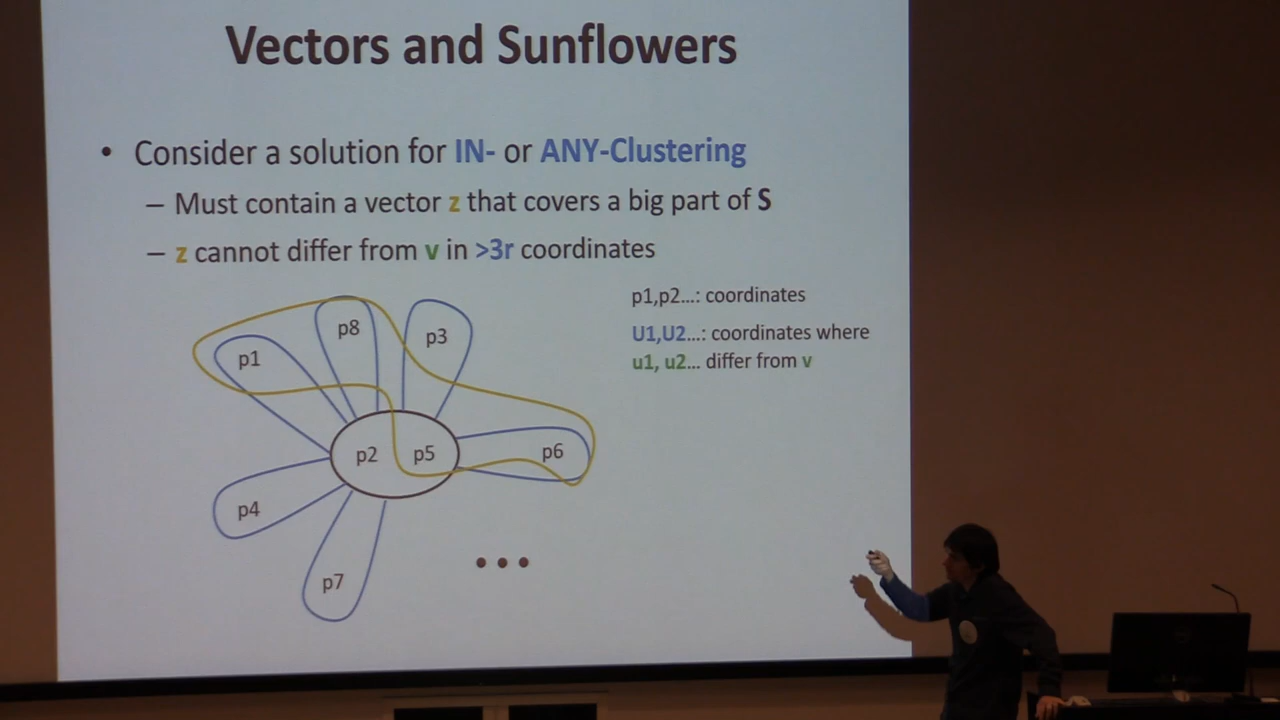 Vectors and Sunflowers
• Consider a solution for IN- or ANY-Clustering
– Must contain a vector z that covers a big part of S
– z cannot differ from v in >3r coordinates
p1,p2...: coordinates
U1,U2...: coordinates where
u1, u2... differ from v
p8
p3
p1
p2
p5
p6
p4
p7